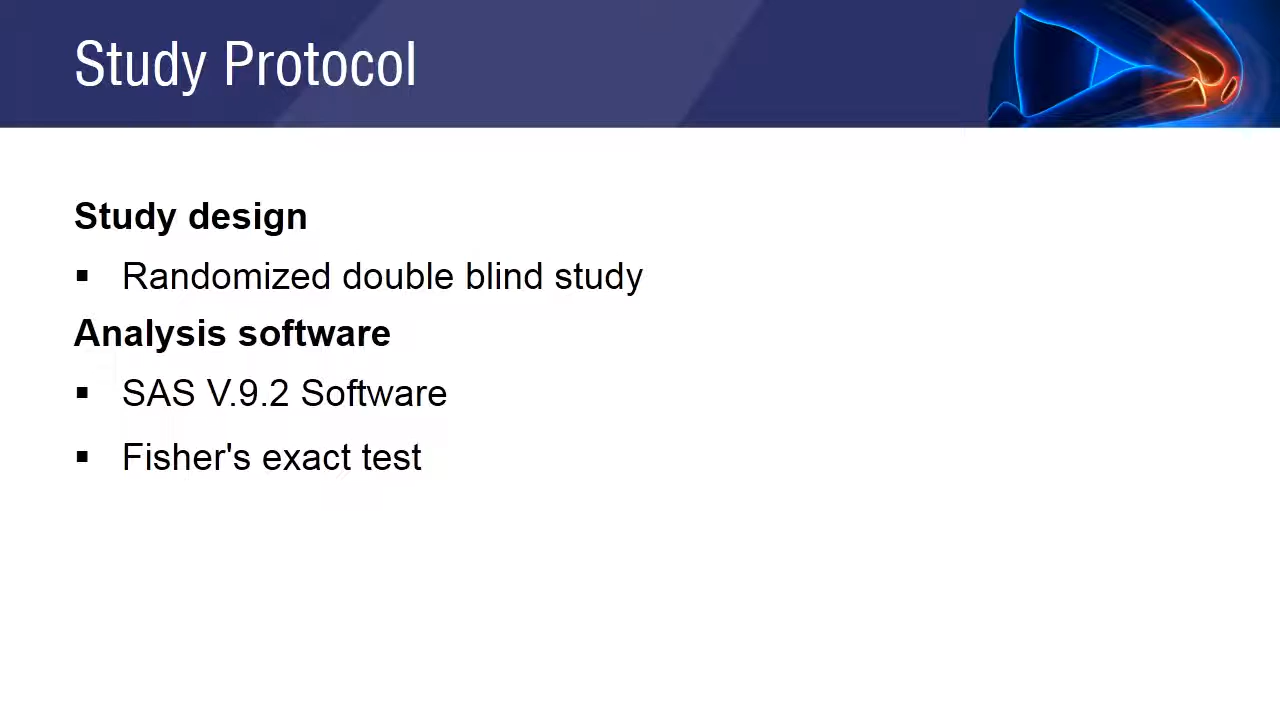 Study Protocol
Study design
▪ Randomized double blind study
Analysis software
▪ SAS V.9.2 Software
▪ Fisher's exact test